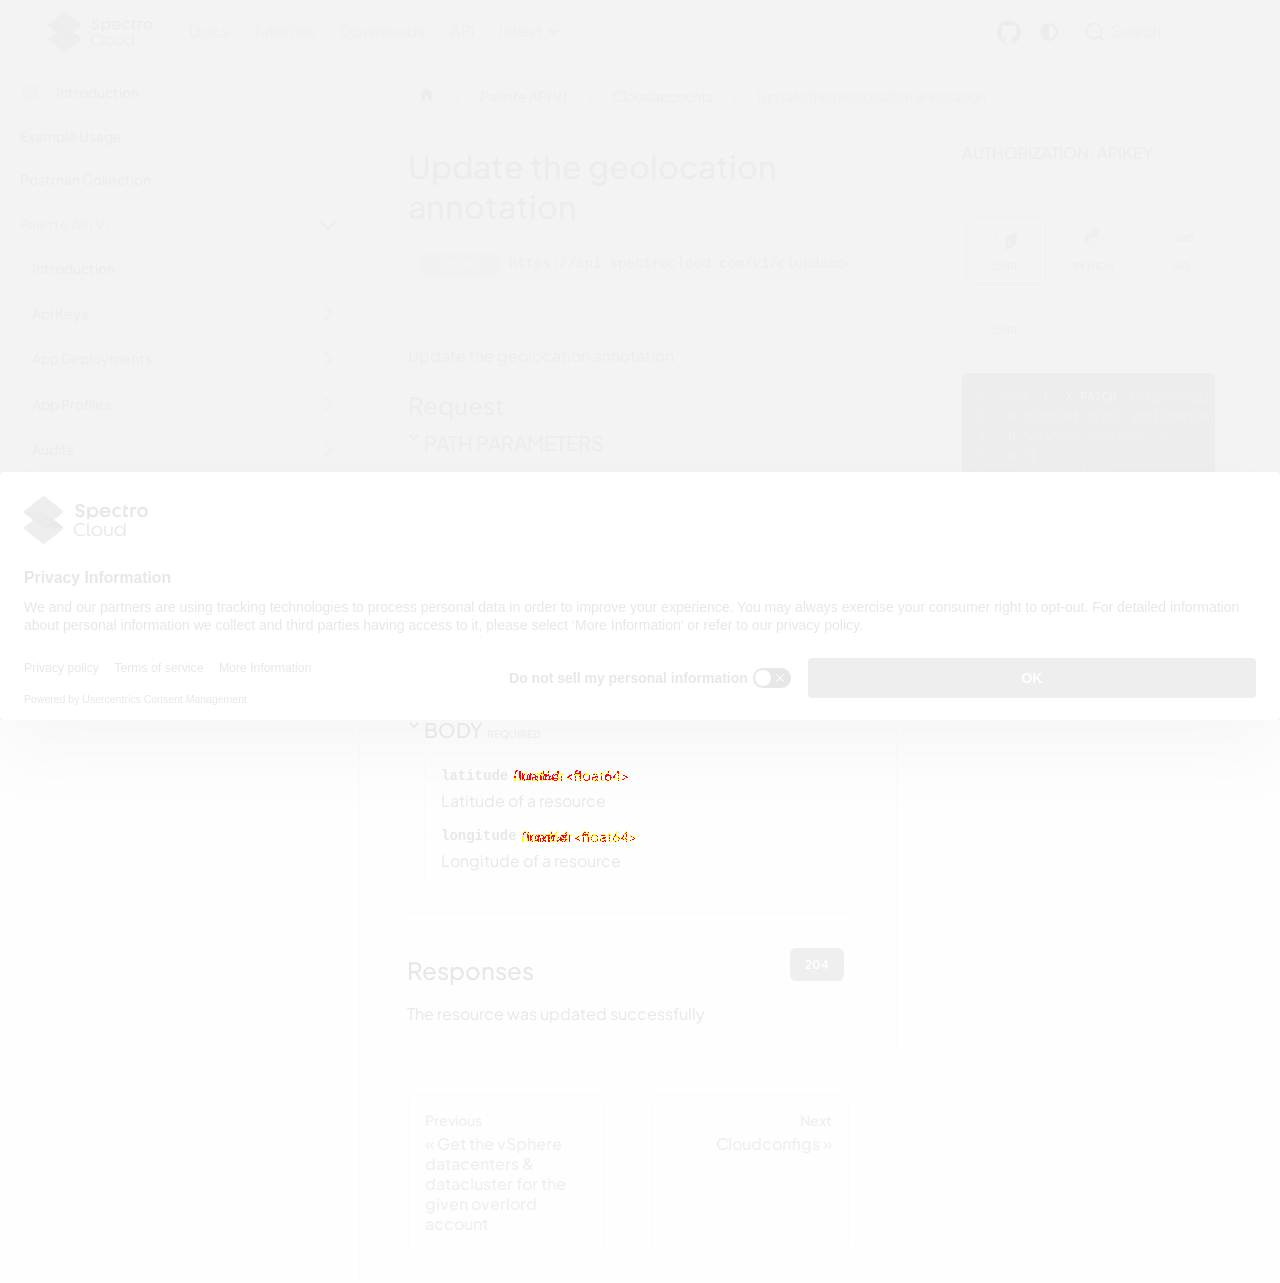 Spectro
Cloud
Docs Tutorials Downloads API latest Search
Introduction
Palette API V1 Cloudaccounts Update the geolocation annotation
Example Usage
AUTHORIZATION: APIKEY
Update the geolocation
annotation
Postman Collection
Palette API V1
https://api.spectrocloud.com/v1/cloudacco
CURL PYTHON GO
Introduction
Api Keys
CURL
App Deployments
Update the geolocation annotation
App Profiles
Request
PATH PARAMETERS
Audits
Spectro
Cloud
Privacy Information
We and our partners are using tracking technologies to process personal data in order to improve your experience. You may always exercise your consumer right to opt-out. For detailed information
about personal information we collect and third parties having access to it, please select ‘More Information’ or refer to our privacy policy.
Privacy policy Terms of service More Information
Do not sell my personal information
OK
Powered by Usercentrics Consent Management
BODY REQUIRED
latitude
Latitude of a resource
longitude
Longitude of a resource
Responses
204
The resource was updated successfully
Previous
« Get the vSphere
datacenters &
datacluster for the
given overlord
account
Next
Cloudconfigs »